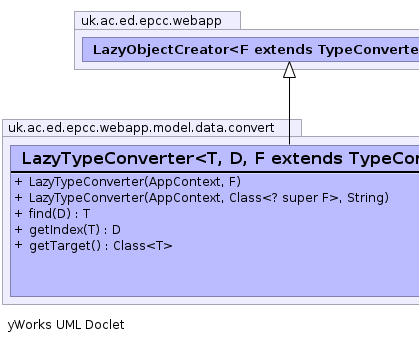 uk.ac.ed.epcc.webapp
LazyObjectCreator<F extends TypeConverte
uk.ac.ed.epcc.webapp.model.data.convert
LazyTypeConverter<T, D, F extends TypeCon
+ LazyTypeConverter(AppContext, F)
+ LazyTypeConverter(AppContext, Class<? super F>, String)
+ find(D) : T
+ getIndex(T) : D
+ getTarget() : Class<T>
yWorks UML Doclet